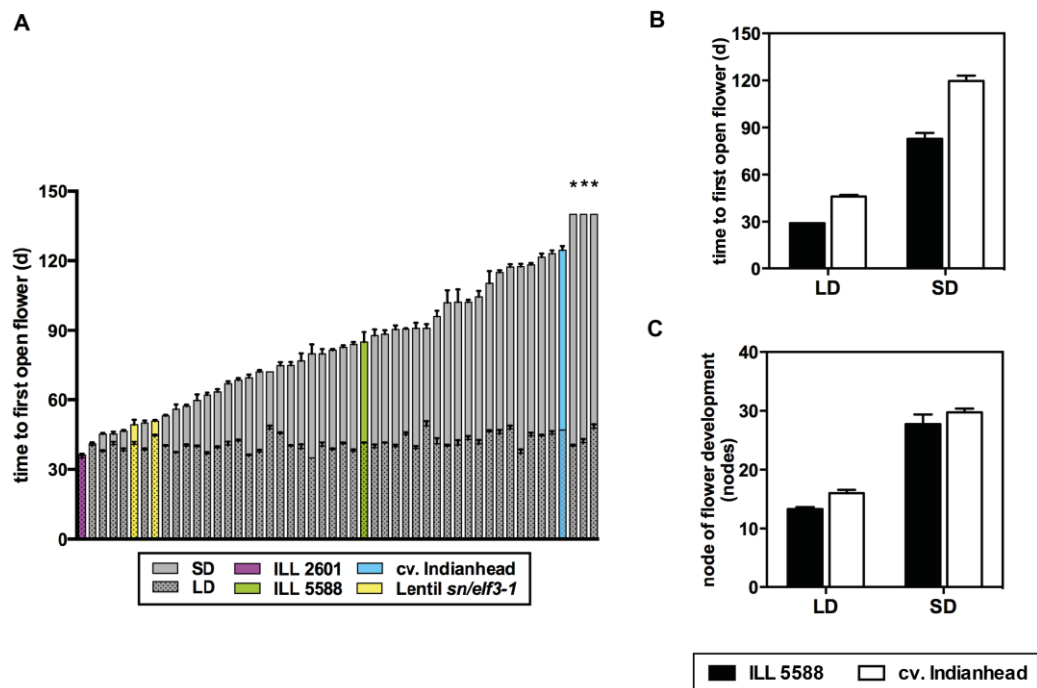 A
time to first open flower (d)
150
120
90
60
30
0
* * *
SD
ILL 2601
cv. Indianhead
LD
ILL 5588
Lentil sn/elf3-1
B
time to first open flower (d)
150
120
90
60
30
0
LD
SD
C
node of flower development
(nodes)
40
30
20
10
0
LD
SD
ILL 5588
cv. Indianhead